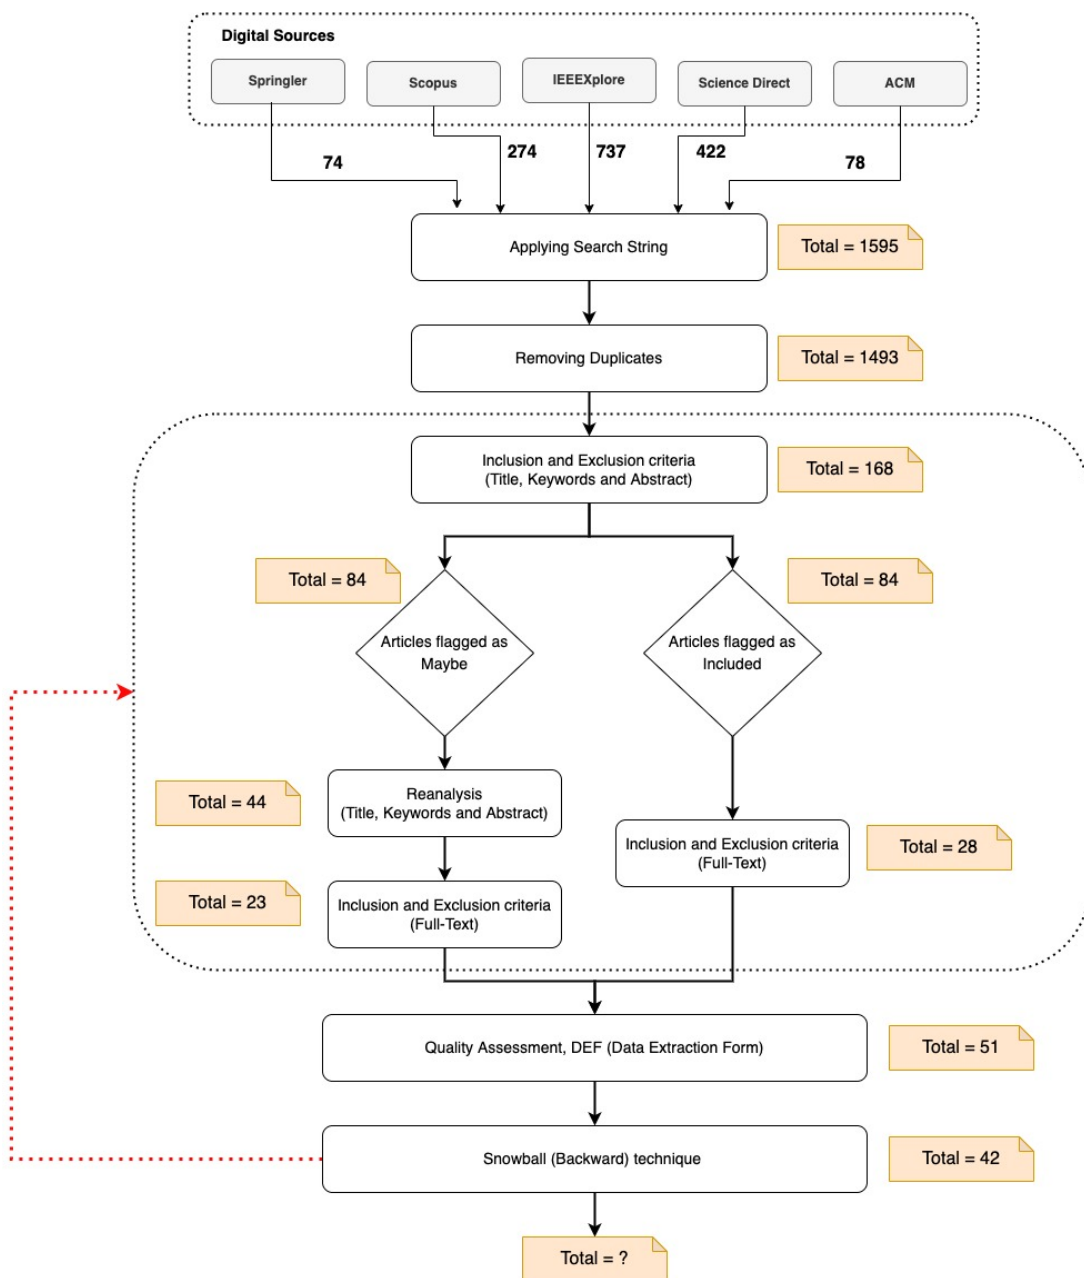 Digital Sources
Springler
Scopus
IEEEXplore
Science Direct
ACM
74
274
737
422
78
Applying Search String
Total = 1595
Removing Duplicates
Total = 1493
Inclusion and Exclusion criteria
(Title, Keywords and Abstract)
Total = 168
Total = 84
Total = 84
Articles flagged as
Maybe
Articles flagged as
Included
Total = 44
Reanalysis
(Title, Keywords and Abstract)
Inclusion and Exclusion criteria
(Full-Text)
Total = 28
Total = 23
Inclusion and Exclusion criteria
(Full-Text)
Quality Assessment, DEF (Data Extraction Form)
Total = 51
Snowball (Backward) technique
Total = 42
Total = ?